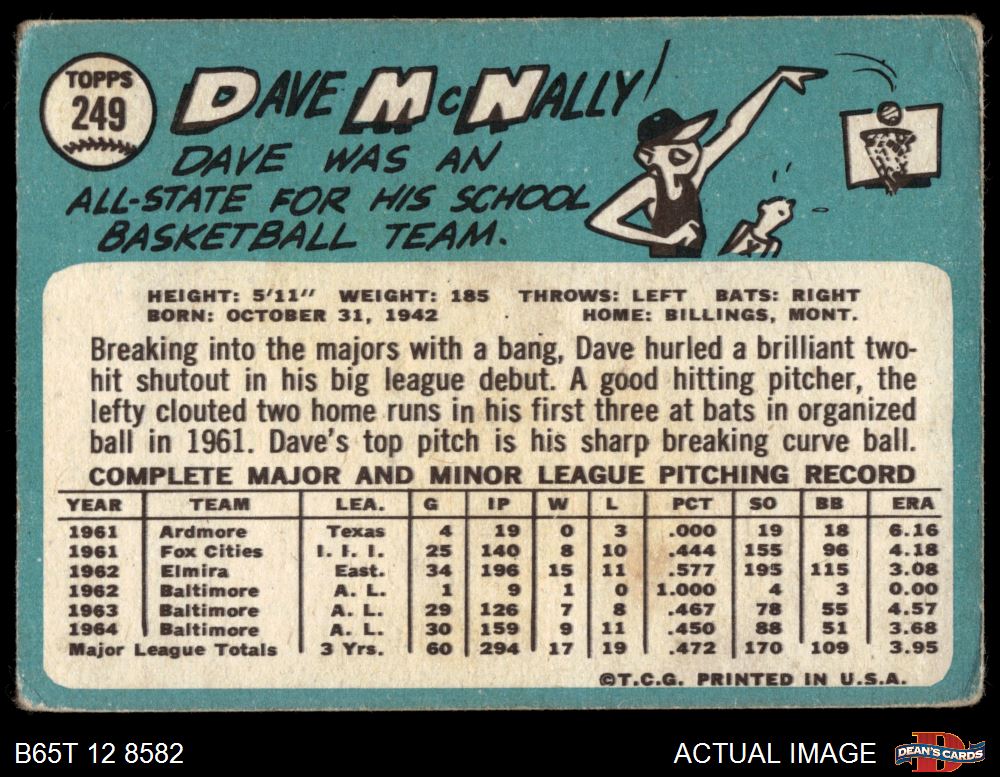 TOPPS
249
DAVE McNALLY
DAVE WAS AN
ALL-STATE FOR HIS SCHOOL
BASKETBALL TEAM.
HEIGHT: 5'11" WEIGHT: 185 THROWS: LEFT BATS: RIGHT
BORN: OCTOBER 31, 1942 HOME: BILLINGS, MONT.
Breaking into the majors with a bang, Dave hurled a brilliant two-
hit shutout in his big league debut. A good hitting pitcher, the
lefty clouted two home runs in his first three at bats in organized
ball in 1961. Dave's top pitch is his sharp breaking curve ball.
COMPLETE MAJOR AND MINOR LEAGUE PITCHING RECORD
YEAR TEAM LEA. G IP W L PCT SO BB ERA
1961 Ardmore Texas 4 19 0 3 .000 19 18 6.16
1961 Fox Cities I. I. I. 25 140 8 10 .444 155 96 4.18
1962 Elmira East. 34 196 15 11 .577 195 115 3.08
1962 Baltimore A. L. 1 9 1 0 1.000 4 3 0.00
1963 Baltimore A. L. 29 126 7 8 .467 78 55 4.57
1964 Baltimore A. L. 30 159 9 11 .450 88 51 3.68
Major League Totals 3 Yrs. 60 294 17 19 .472 170 109 3.95
©T.C.G. PRINTED IN U.S.A.
B65T 12 8582 ACTUAL IMAGE
D
DEAN'S CARDS